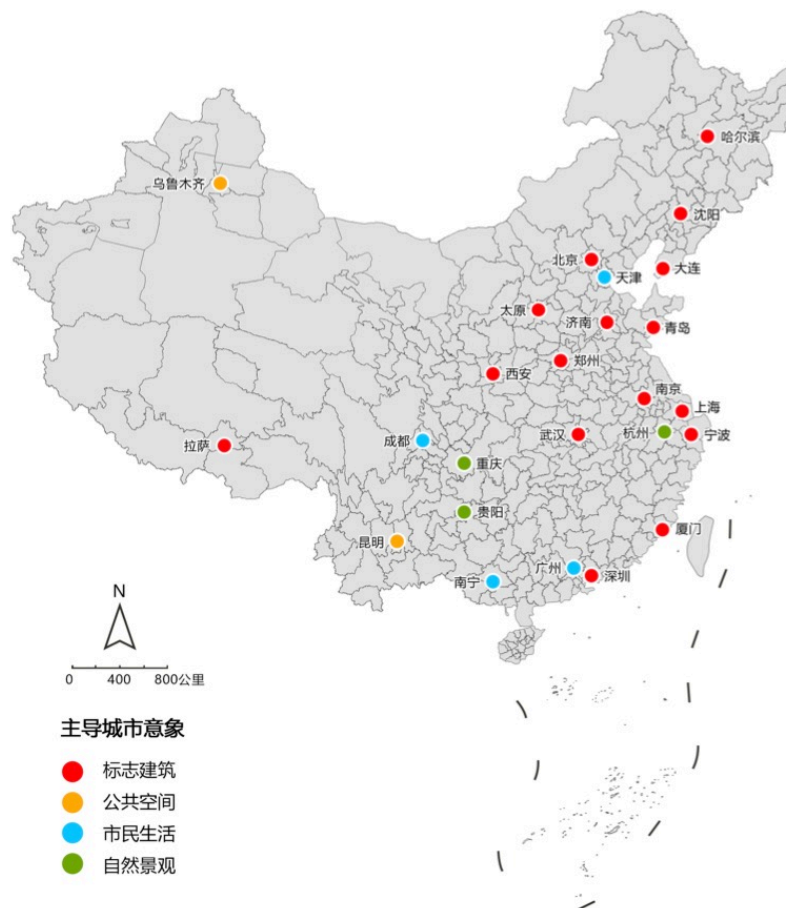 哈尔滨
乌鲁木齐
沈阳
北京
大连
天津
太原
济南
青岛
郑州
西安
南京
上海
成都
武汉
杭州
宁波
拉萨
重庆
贵阳
厦门
昆明
广州
深圳
南宁
N
0 400 800公里
主导城市意象
标志建筑
公共空间
市民生活
自然景观